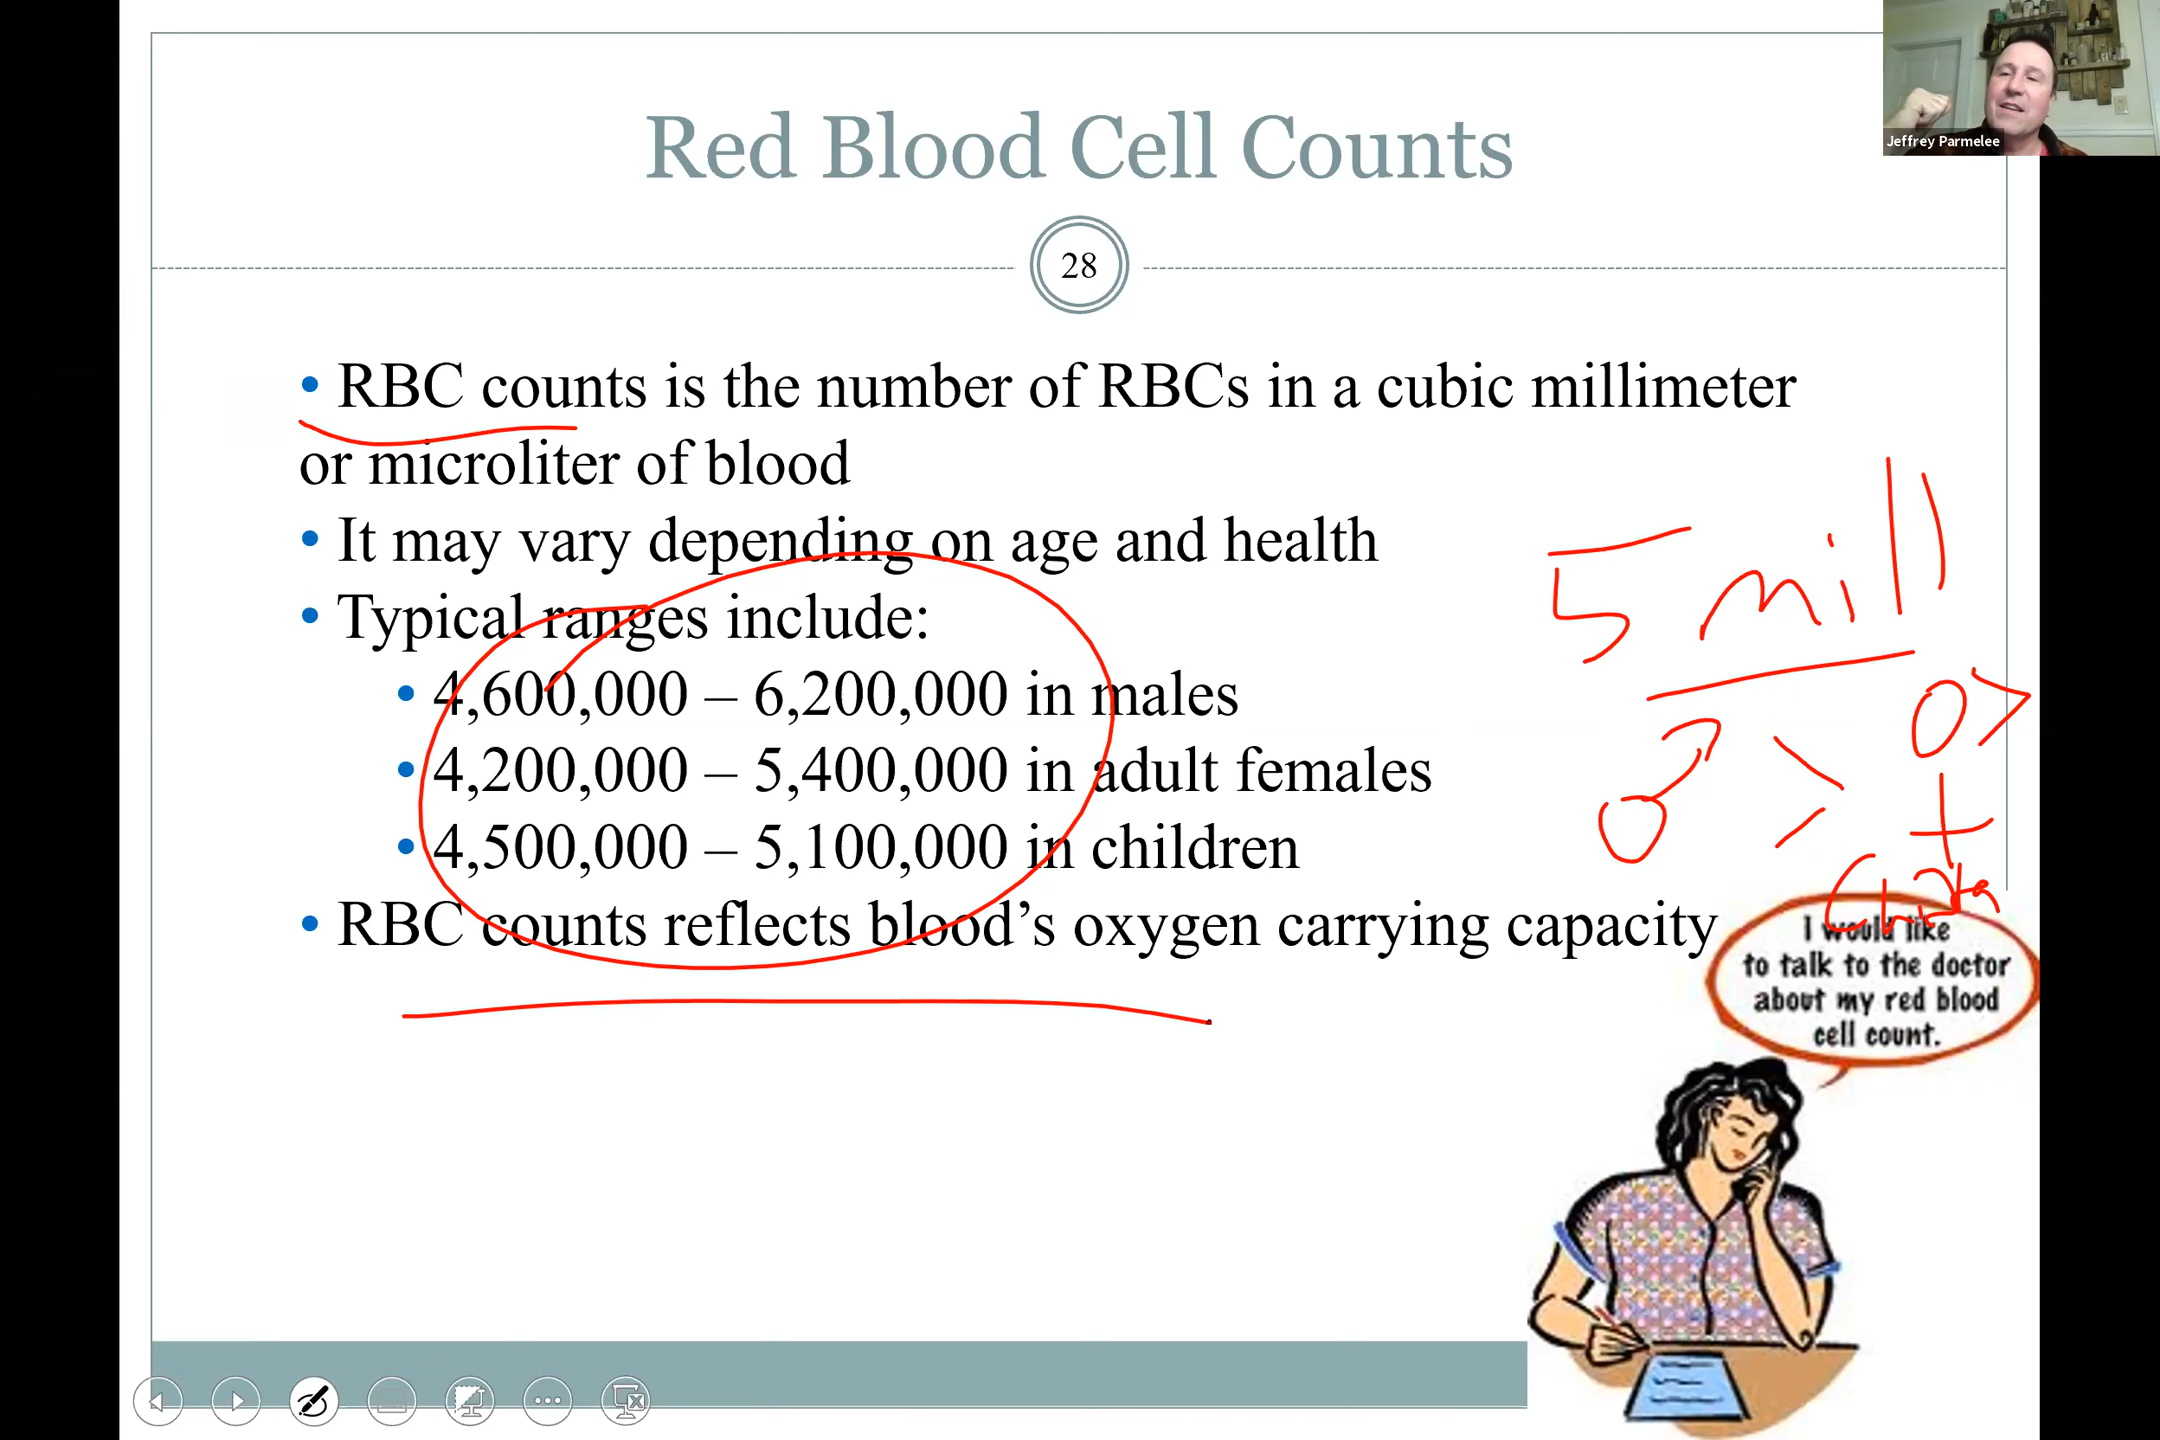 Jeffrey Parmelee
Red Blood Cell Counts
28
• RBC counts is the number of RBCs in a cubic millimeter
or microliter of blood
• It may vary depending on age and health
• Typical ranges include:
• 4,600,000 – 6,200,000 in males
• 4,200,000 – 5,400,000 in adult females
• 4,500,000 – 5,100,000 in children
• RBC counts reflects blood's oxygen carrying capacity
5 mill
♂ > ♀ >
I would like
to talk to the doctor
about my red blood
cell count.